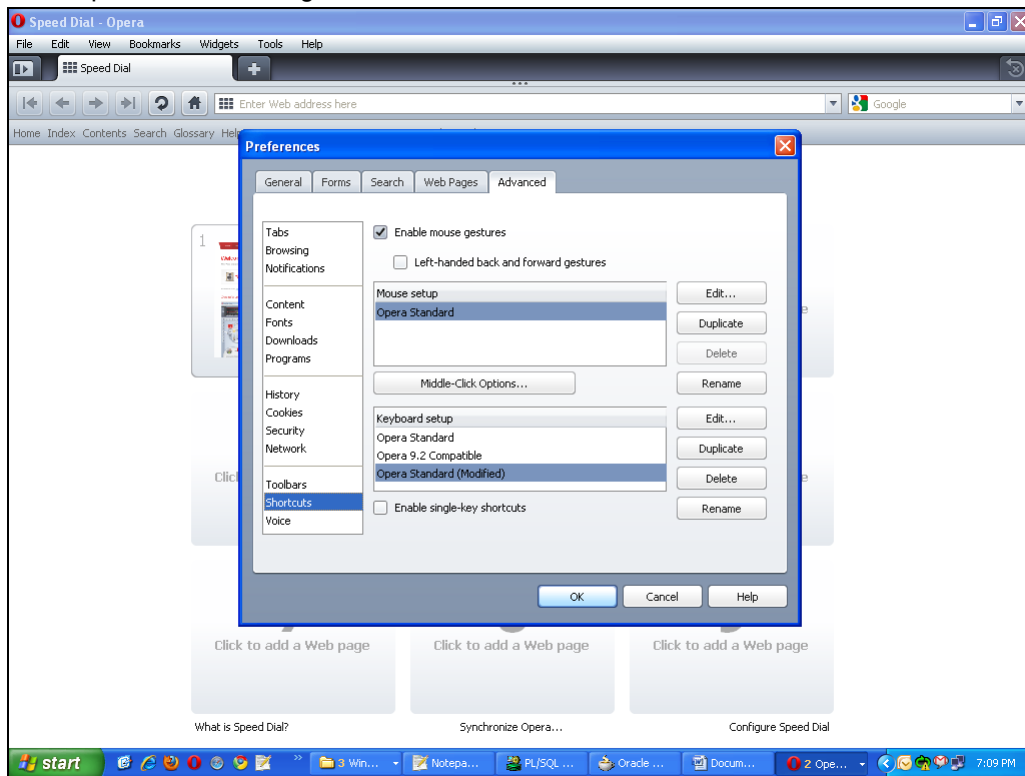 Speed Dial - Opera
File Edit View Bookmarks Widgets Tools Help
Speed Dial
Enter Web address here
Google
Home Index Contents Search Glossary Help
Preferences
General Forms Search Web Pages Advanced
Tabs
Browsing
Notifications
Content
Fonts
Downloads
Programs
History
Cookies
Security
Network
Toolbars
Shortcuts
Voice
Enable mouse gestures
Left-handed back and forward gestures
Mouse setup
Opera Standard
Edit...
Duplicate
Delete
Rename
Middle-Click Options...
Keyboard setup
Opera Standard
Opera 9.2 Compatible
Opera Standard (Modified)
Edit...
Duplicate
Delete
Rename
Enable single-key shortcuts
OK Cancel Help
1
Click to add a Web page Click to add a Web page Click to add a Web page
What is Speed Dial? Synchronize Opera... Configure Speed Dial
start 3 Win... Notepa... PL/SQL ... Oracle ... Docum... 2 Ope... 7:09 PM